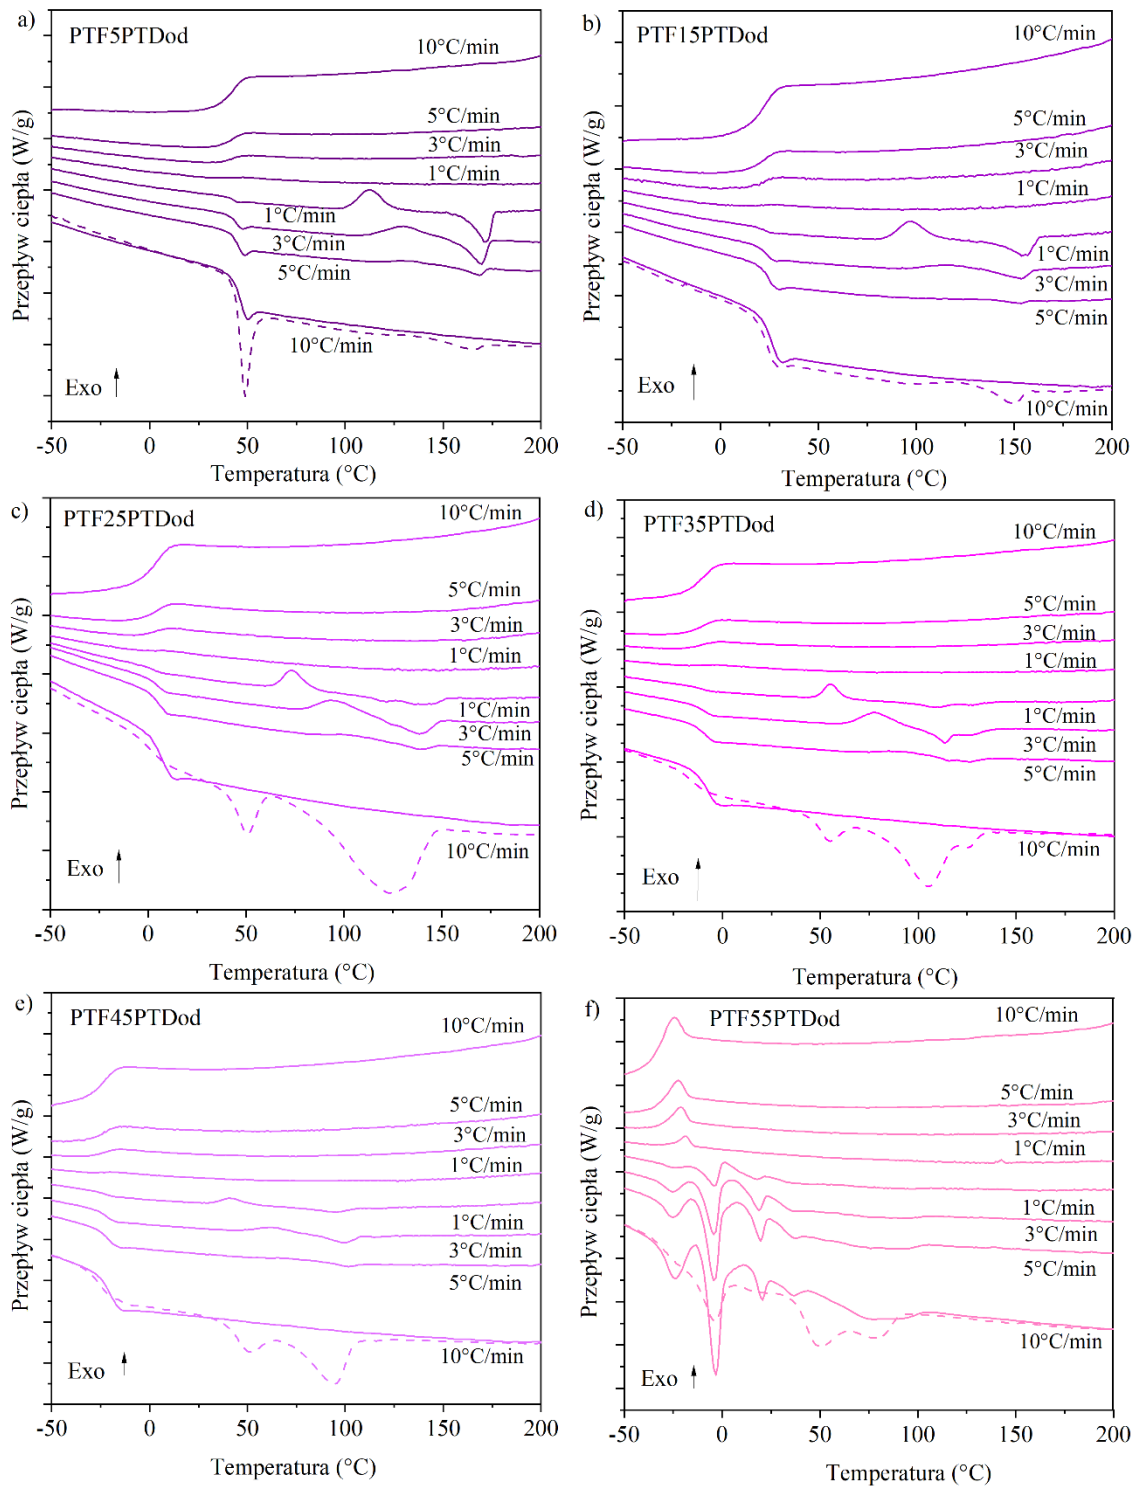 a)
PTF5PTDod
10°C/min
5°C/min
3°C/min
1°C/min
1°C/min
3°C/min
5°C/min
10°C/min
Exo
Przepływ ciepła (W/g)
-50 0 50 100 150 200
Temperatura (°C)
b)
PTF15PTDod
10°C/min
5°C/min
3°C/min
1°C/min
1°C/min
3°C/min
5°C/min
10°C/min
Exo
Przepływ ciepła (W/g)
-50 0 50 100 150 200
Temperatura (°C)
c)
PTF25PTDod
10°C/min
5°C/min
3°C/min
1°C/min
1°C/min
3°C/min
5°C/min
10°C/min
Exo
Przepływ ciepła (W/g)
-50 0 50 100 150 200
Temperatura (°C)
d)
PTF35PTDod
10°C/min
5°C/min
3°C/min
1°C/min
1°C/min
3°C/min
5°C/min
10°C/min
Exo
Przepływ ciepła (W/g)
-50 0 50 100 150 200
Temperatura (°C)
e)
PTF45PTDod
10°C/min
5°C/min
3°C/min
1°C/min
1°C/min
3°C/min
5°C/min
10°C/min
Exo
Przepływ ciepła (W/g)
-50 0 50 100 150 200
Temperatura (°C)
f)
PTF55PTDod
10°C/min
5°C/min
3°C/min
1°C/min
1°C/min
3°C/min
5°C/min
10°C/min
Exo
Przepływ ciepła (W/g)
-50 0 50 100 150 200
Temperatura (°C)